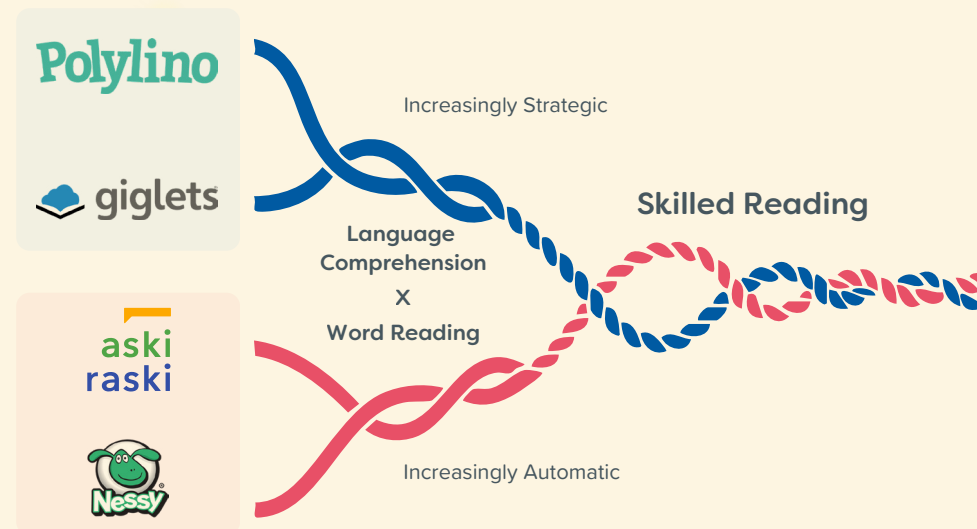 Polylino
giglets
Increasingly Strategic
Language
Comprehension
X
Word Reading
Skilled Reading
aski
raski
Nessy
Increasingly Automatic